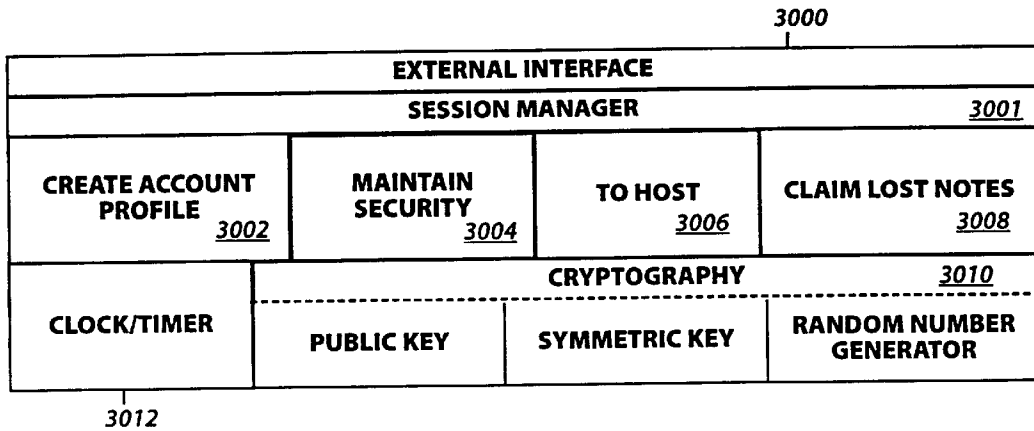 3000
EXTERNAL INTERFACE
SESSION MANAGER 3001
CREATE ACCOUNT
PROFILE 3002
MAINTAIN
SECURITY 3004
TO HOST
3006
CLAIM LOST NOTES
3008
CLOCK/TIMER
CRYPTOGRAPHY 3010
PUBLIC KEY
SYMMETRIC KEY
RANDOM NUMBER
GENERATOR
3012